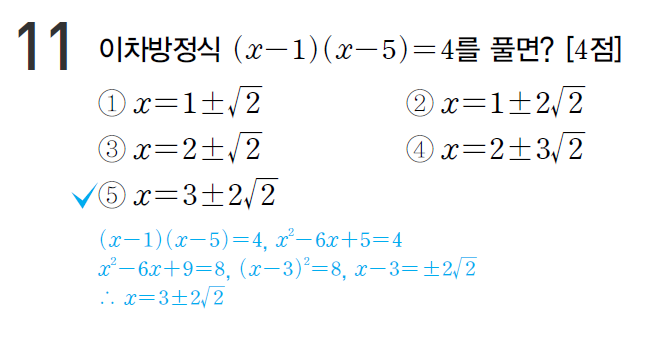 11 이차방정식 (x-1)(x-5)=4를 풀면? [4점]
① x=1±√2 ② x=1±2√2
③ x=2±√2 ④ x=2±3√2
✓⑤ x=3±2√2
(x-1)(x-5)=4, x²-6x+5=4
x²-6x+9=8, (x-3)²=8, x-3=±2√2
∴ x=3±2√2